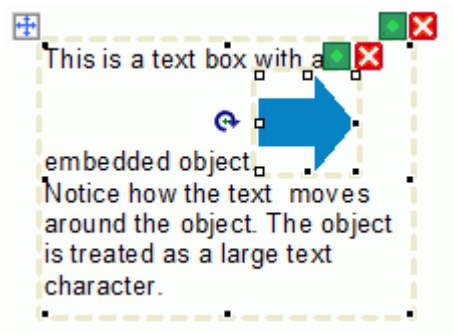 This is a text box with a
embedded object.
Notice how the text moves
around the object. The object
is treated as a large text
character.